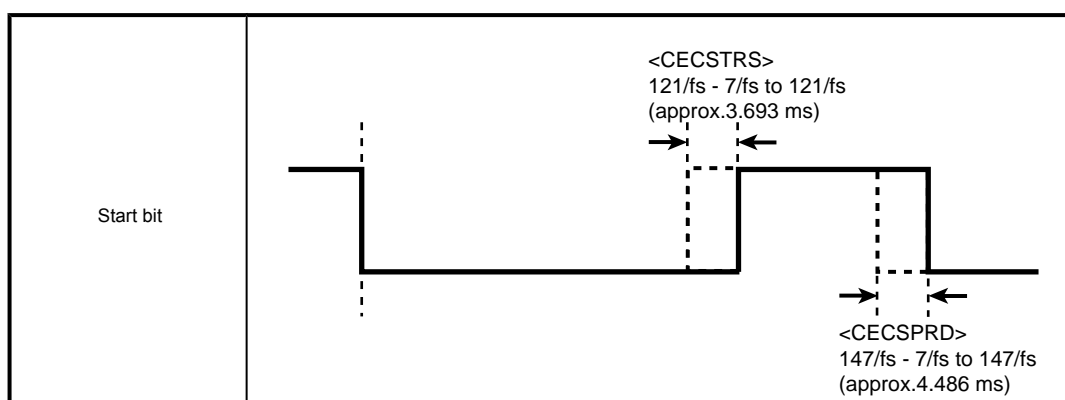 <CECSTRS>
121/fs - 7/fs to 121/fs
(approx.3.693 ms)
Start bit
<CECSPRD>
147/fs - 7/fs to 147/fs
(approx.4.486 ms)